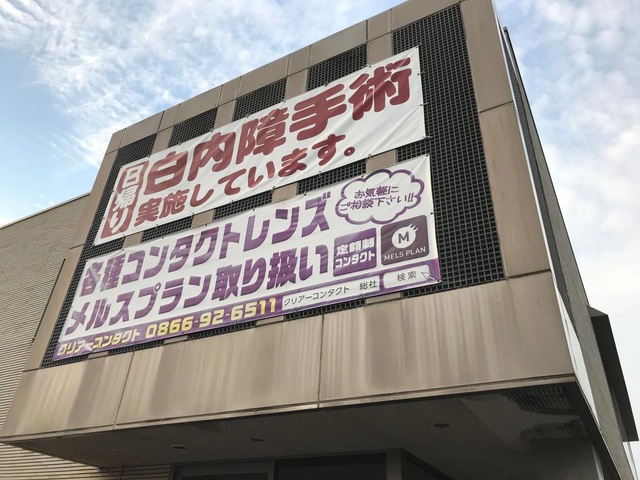 日帰り
白内障手術
実施しています。
各種コンタクトレンズ
メルスプラン取り扱い
お気軽に
ご相談下さい!!
定額制
コンタクト
M
MELS PLAN
クリアーコンタクト 0866-92-6511
クリアーコンタクト 総社 検索